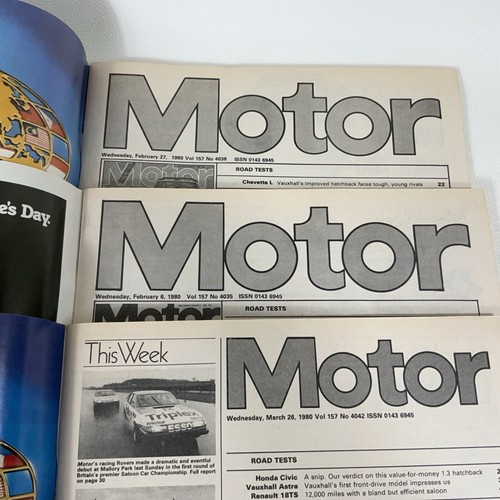 Motor
Wednesday, February 27, 1980 Vol 157 No 4038 ISSN 0143 6945
Motor
ROAD TESTS
Chevette L Vauxhall's improved hatchback faces tough, young rivals 22
e's Day.
Motor
Wednesday, February 6, 1980 Vol 157 No 4035 ISSN 0143 6945
Motor
ROAD TESTS
This Week
Triplex
ESSO
Motor's racing Rovers made a dramatic and eventful
debut at Mallory Park last Sunday in the first round of
Britain's premier Saloon Car Championship. Full report
on page 30
Motor
Wednesday, March 26, 1980 Vol 157 No 4042 ISSN 0143 6945
ROAD TESTS
Honda Civic A snip. Our verdict on this value-for-money 1.3 hatchback
Vauxhall Astra Vauxhall's first front-drive model impresses us
Renault 18TS 12,000 miles with a blunt but efficient saloon